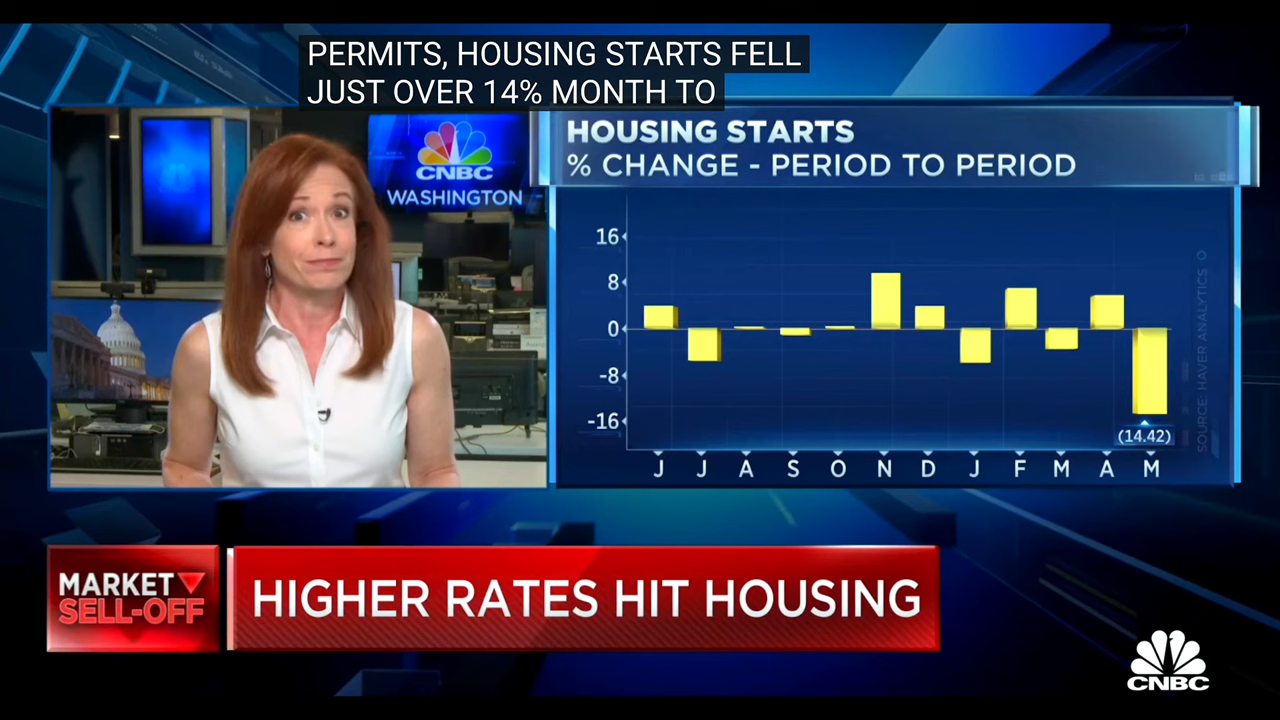 PERMITS, HOUSING STARTS FELL
JUST OVER 14% MONTH TO
CNBC
WASHINGTON
HOUSING STARTS
% CHANGE - PERIOD TO PERIOD
16
8
0
-8
-16
(14.42)
J J A S O N D J F M A M
SOURCE: HAVER ANALYTICS
MARKET
SELL-OFF
HIGHER RATES HIT HOUSING
CNBC